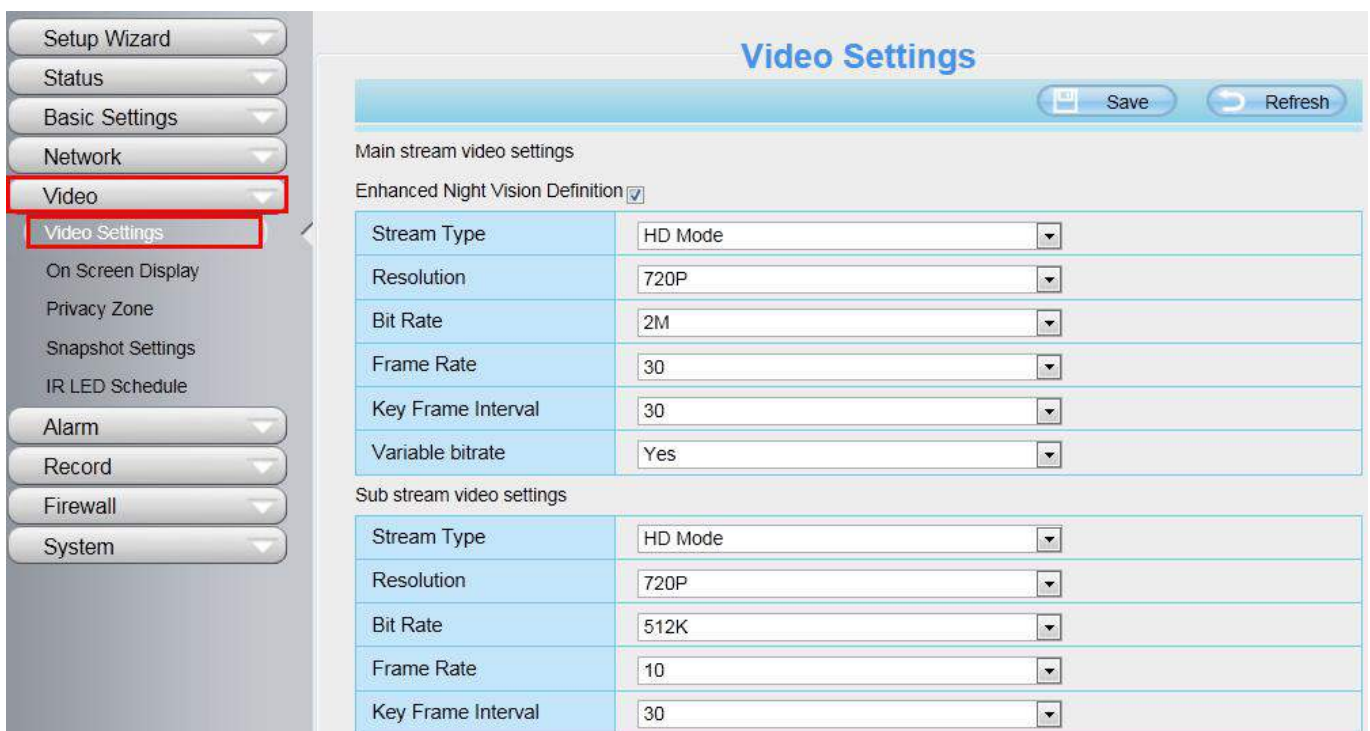 Setup Wizard
Status
Basic Settings
Network
Video
Video Settings
On Screen Display
Privacy Zone
Snapshot Settings
IR LED Schedule
Alarm
Record
Firewall
System
Video Settings
Save Refresh
Main stream video settings
Enhanced Night Vision Definition
Stream Type HD Mode
Resolution 720P
Bit Rate 2M
Frame Rate 30
Key Frame Interval 30
Variable bitrate Yes
Sub stream video settings
Stream Type HD Mode
Resolution 720P
Bit Rate 512K
Frame Rate 10
Key Frame Interval 30